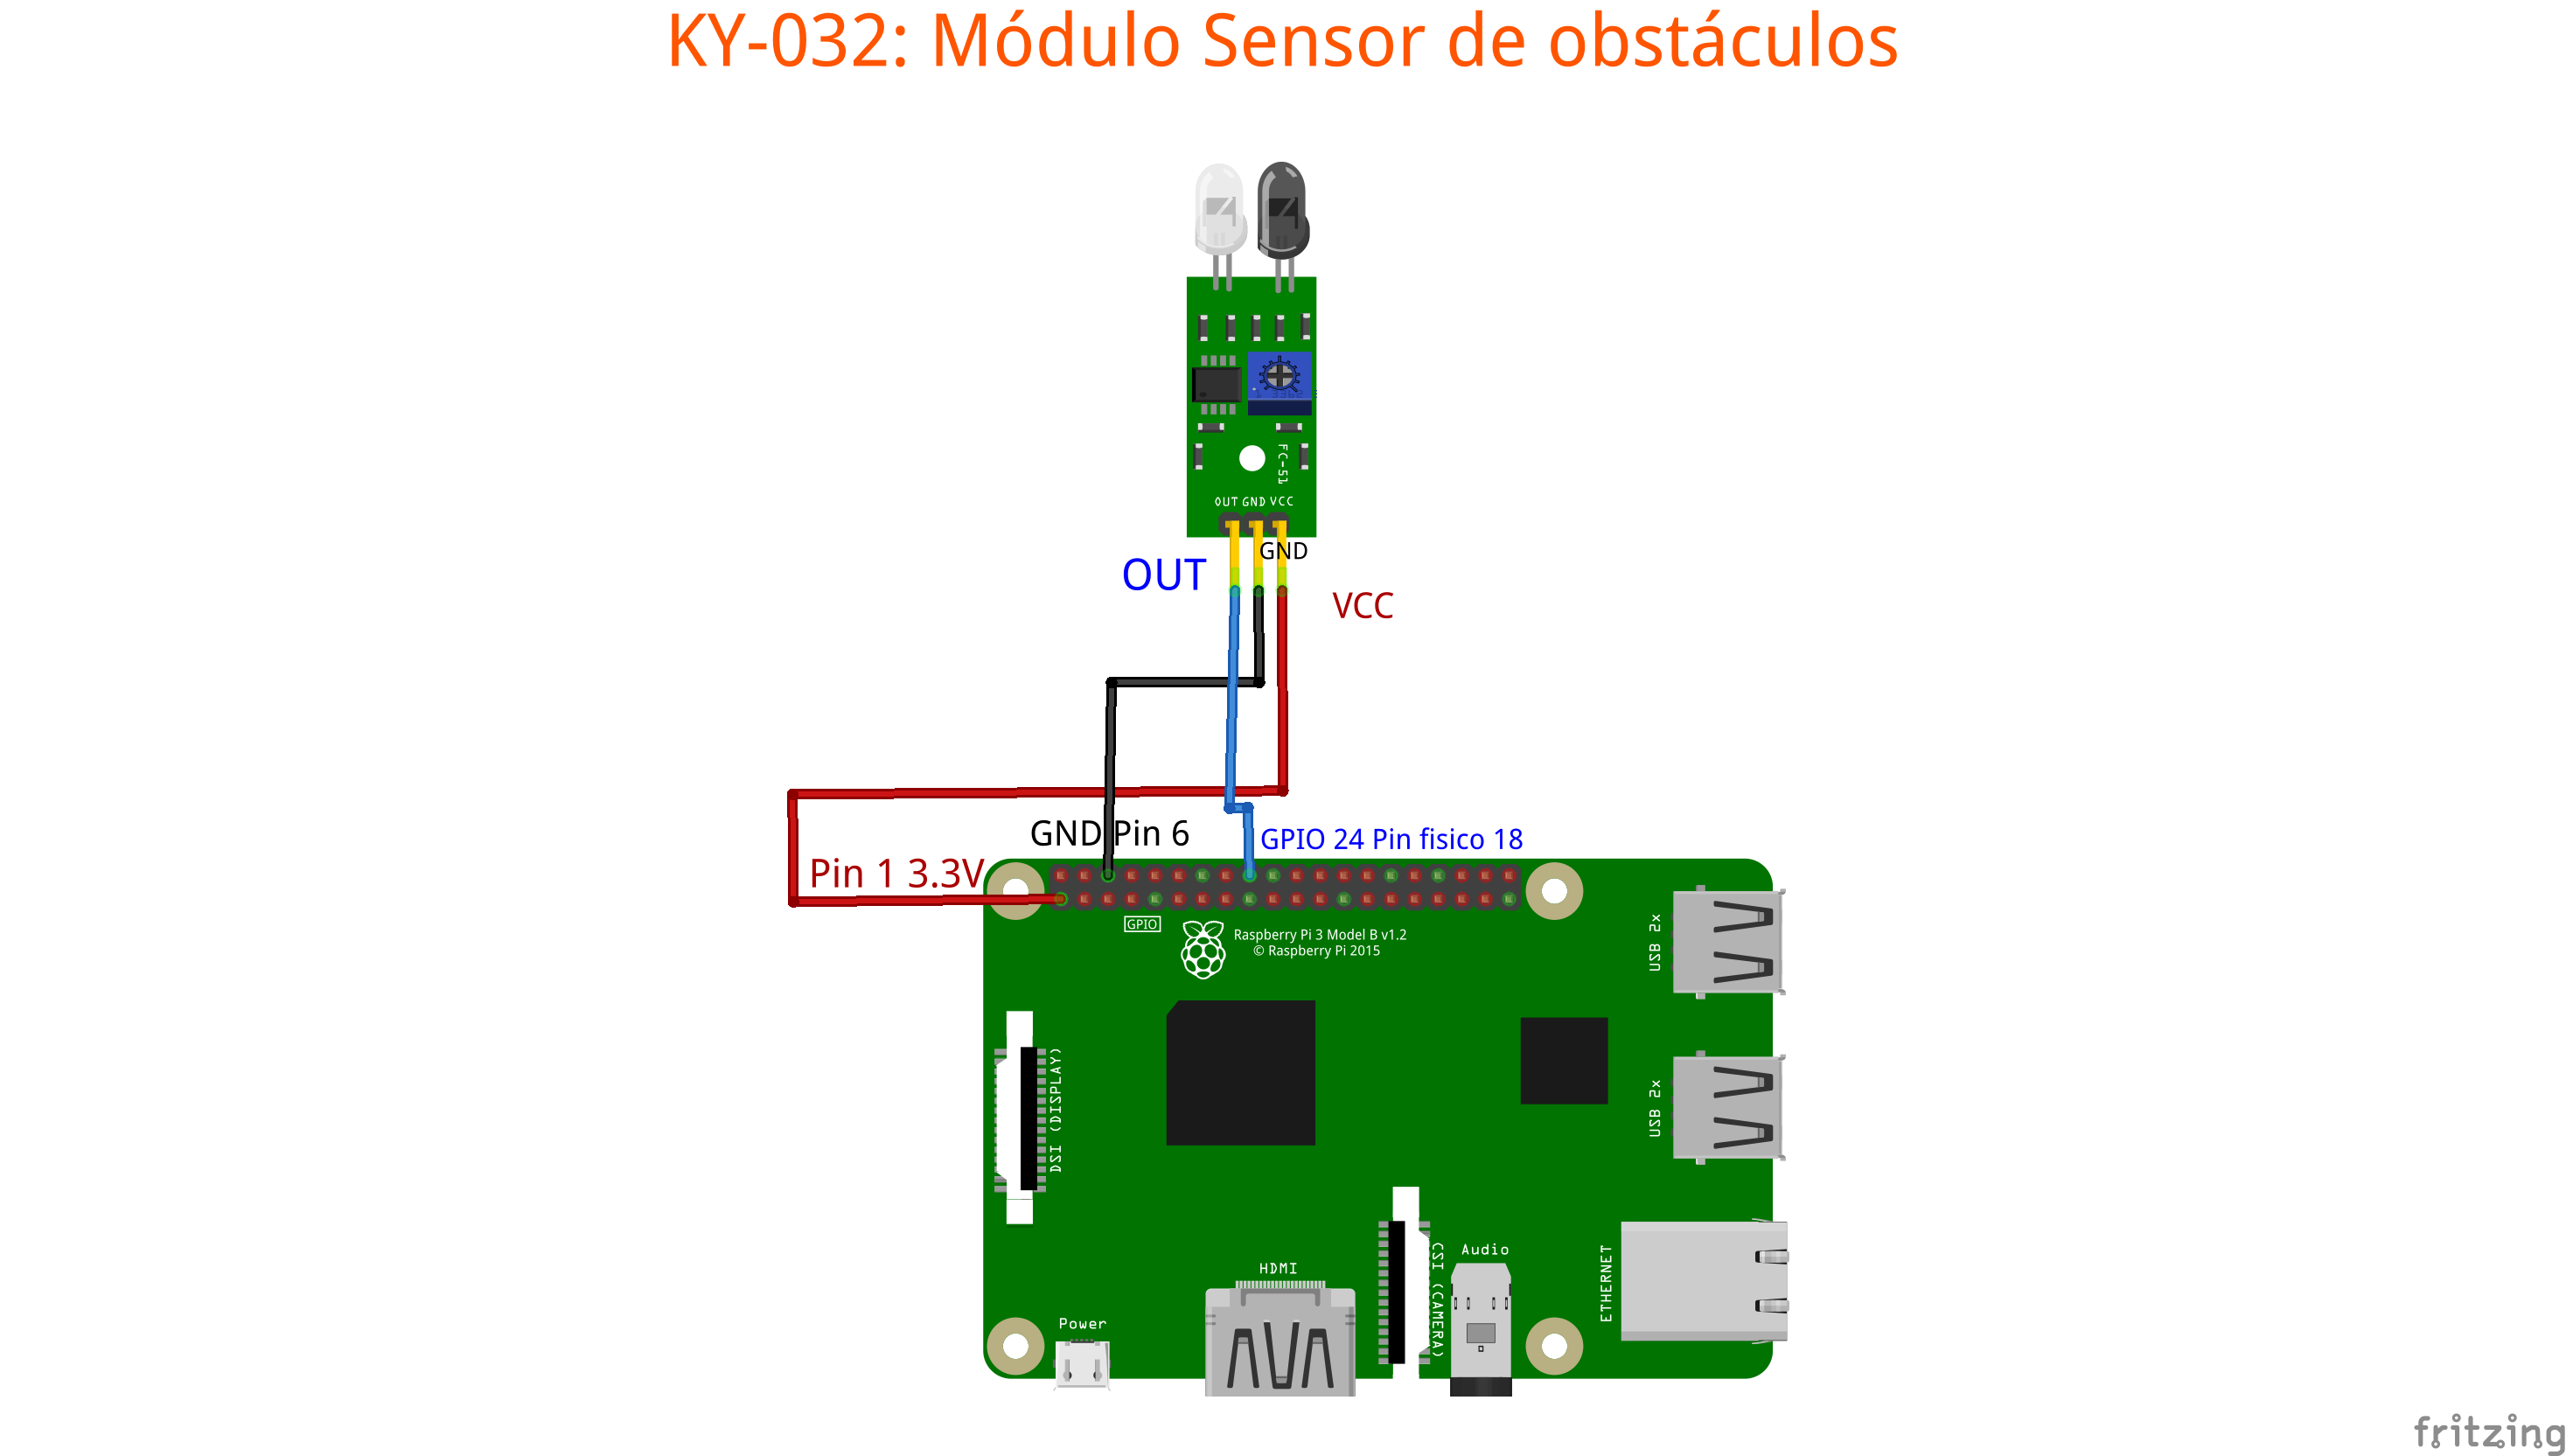 KY-032: Módulo Sensor de obstáculos
1 3362
FC-51
OUT GND VCC
GND
OUT
VCC
GND Pin 6
GPIO 24 Pin fisico 18
Pin 1 3.3V
GPIO
Raspberry Pi 3 Model B v1.2
© Raspberry Pi 2015
USB 2x
DSI (DISPLAY)
USB 2x
CSI (CAMERA)
Audio
ETHERNET
HDMI
Power
fritzing